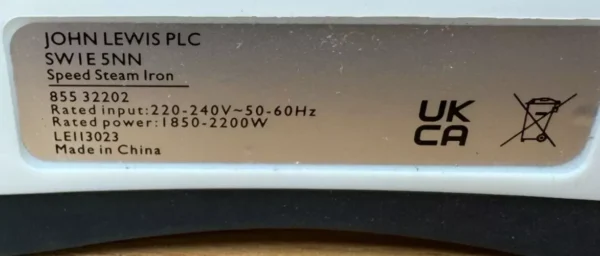 JOHN LEWIS PLC
SW1E 5NN
Speed Steam Iron
855 32202
Rated input:220-240V~50-60Hz
Rated power:1850-2200W
LE113023
Made in China
UK
CA